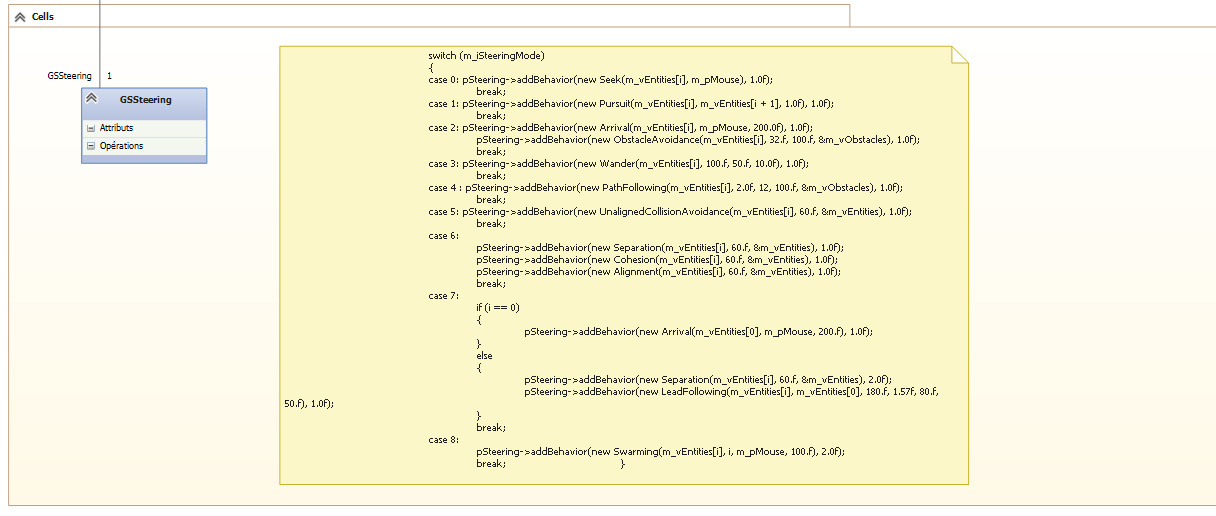 Cells
GSSteering 1
GSSteering
Attributs
Opérations
switch (m_iSteeringMode)
{
case 0: pSteering->addBehavior(new Seek(m_vEntities[i], m_pMouse), 1.0f);
break;
case 1: pSteering->addBehavior(new Pursuit(m_vEntities[i], m_vEntities[i + 1], 1.0f), 1.0f);
break;
case 2: pSteering->addBehavior(new Arrival(m_vEntities[i], m_pMouse, 200.0f), 1.0f);
pSteering->addBehavior(new ObstacleAvoidance(m_vEntities[i], 32.f, 100.f, &m_vObstacles), 1.0f);
break;
case 3: pSteering->addBehavior(new Wander(m_vEntities[i], 100.f, 50.f, 10.0f), 1.0f);
break;
case 4 : pSteering->addBehavior(new PathFollowing(m_vEntities[i], 2.0f, 12, 100.f, &m_vObstacles), 1.0f);
break;
case 5: pSteering->addBehavior(new UnalignedCollisionAvoidance(m_vEntities[i], 60.f, &m_vEntities), 1.0f);
break;
case 6:
pSteering->addBehavior(new Separation(m_vEntities[i], 60.f, &m_vEntities), 1.0f);
pSteering->addBehavior(new Cohesion(m_vEntities[i], 60.f, &m_vEntities), 1.0f);
pSteering->addBehavior(new Alignment(m_vEntities[i], 60.f, &m_vEntities), 1.0f);
break;
case 7:
if (i == 0)
{
pSteering->addBehavior(new Arrival(m_vEntities[0], m_pMouse, 200.f), 1.0f);
}
else
{
pSteering->addBehavior(new Separation(m_vEntities[i], 60.f, &m_vEntities), 2.0f);
pSteering->addBehavior(new LeadFollowing(m_vEntities[i], m_vEntities[0], 180.f, 1.57f, 80.f,
50.f), 1.0f);
}
break;
case 8:
pSteering->addBehavior(new Swarming(m_vEntities[i], i, m_pMouse, 100.f), 2.0f);
break; }